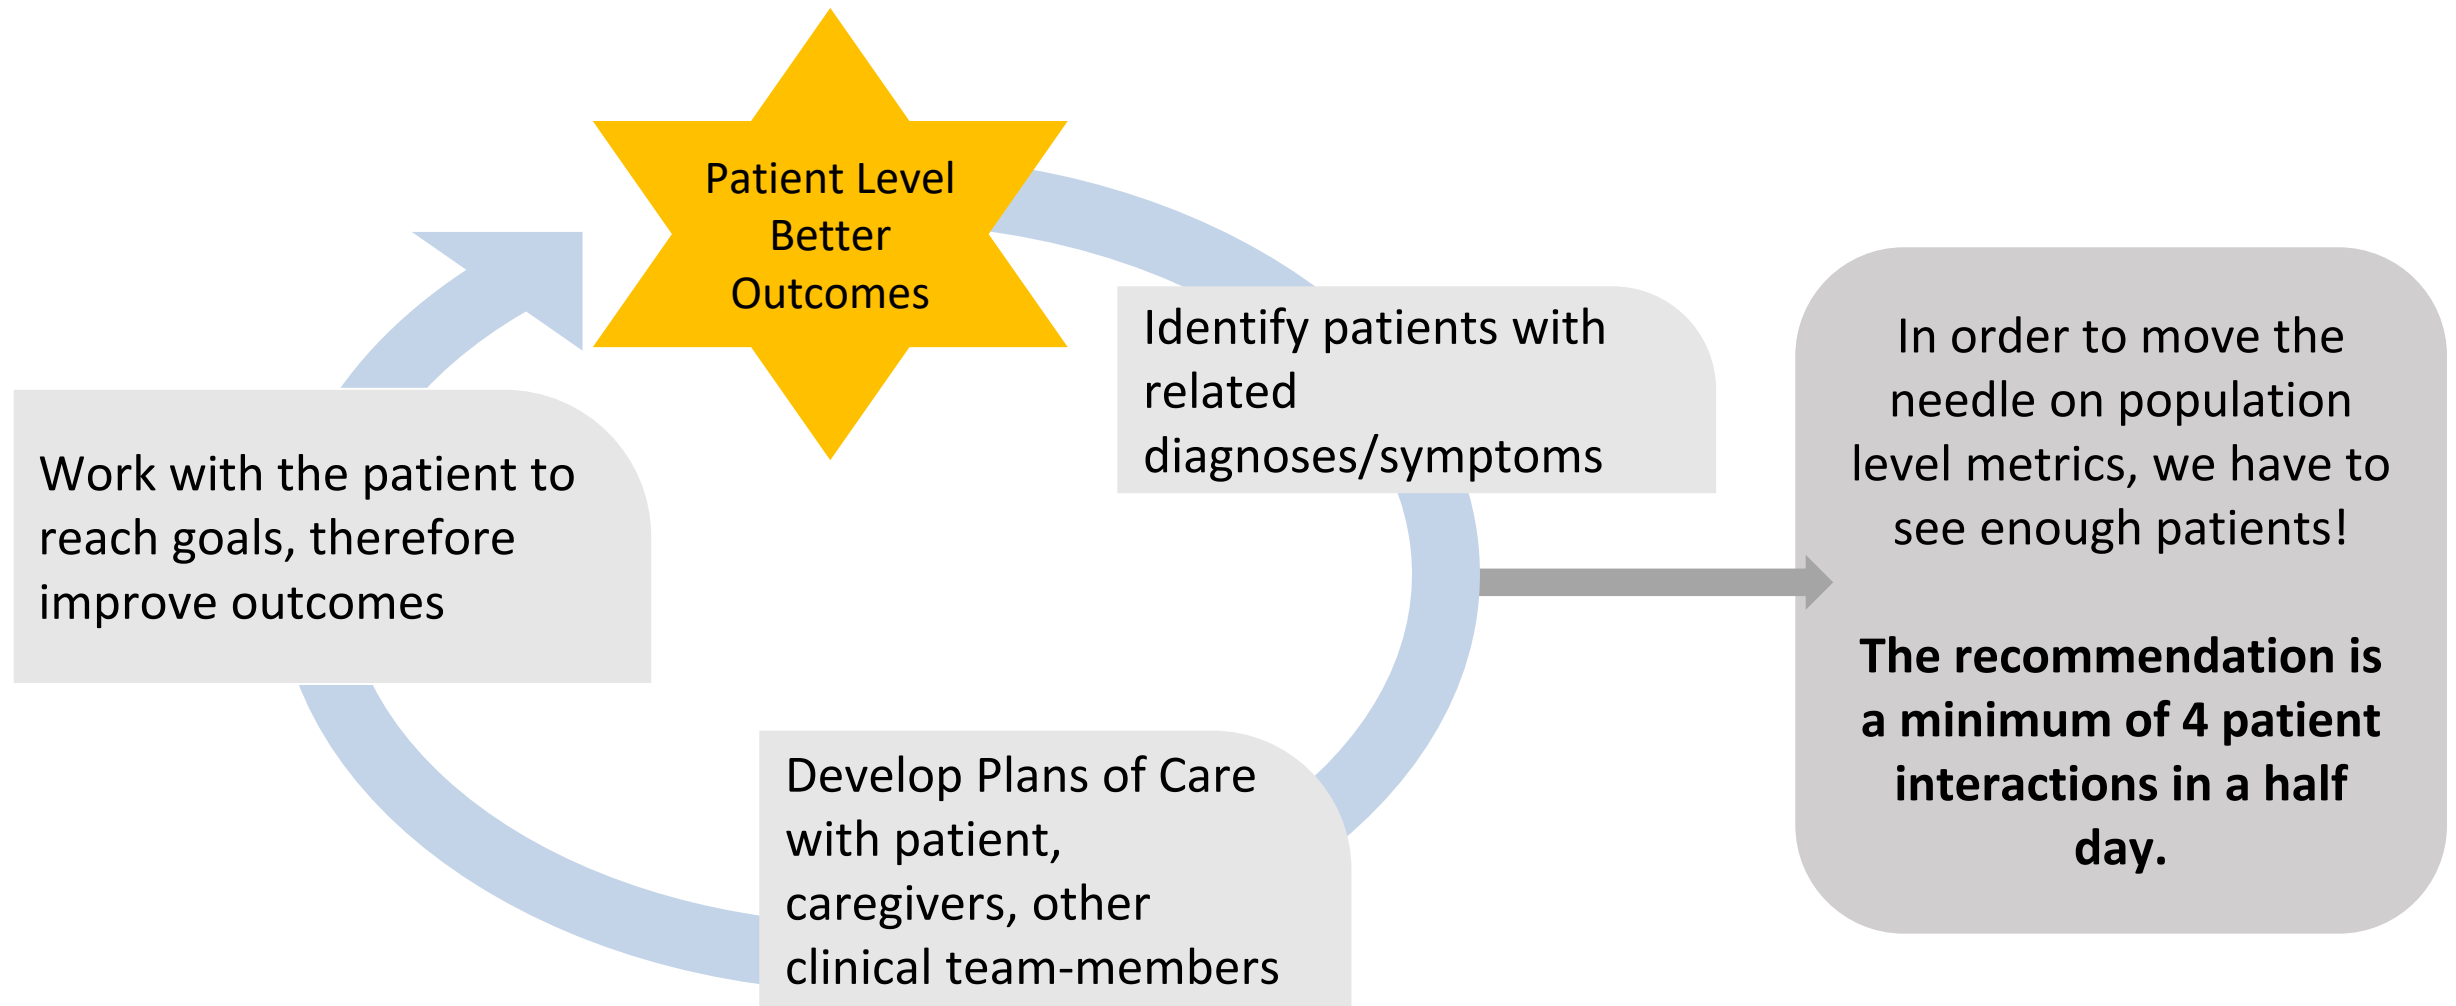 Patient Level
Better
Outcomes
Identify patients with
related
diagnoses/symptoms
Develop Plans of Care
with patient,
caregivers, other
clinical team-members
Work with the patient to
reach goals, therefore
improve outcomes
In order to move the
needle on population
level metrics, we have to
see enough patients!
The recommendation is
a minimum of 4 patient
interactions in a half
day.